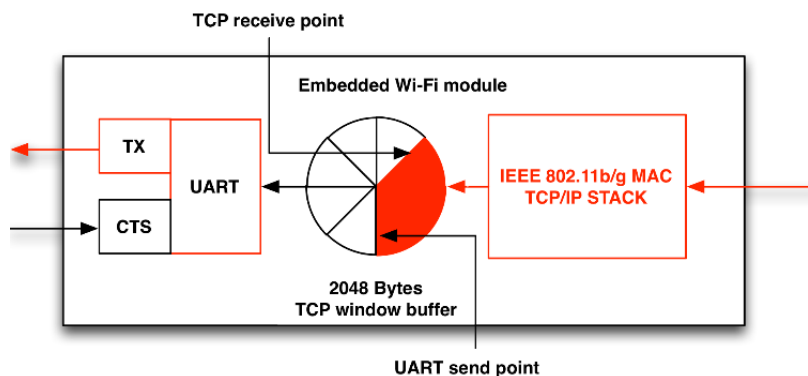 TCP receive point
Embedded Wi-Fi module
TX
UART
CTS
IEEE 802.11b/g MAC
TCP/IP STACK
2048 Bytes
TCP window buffer
UART send point